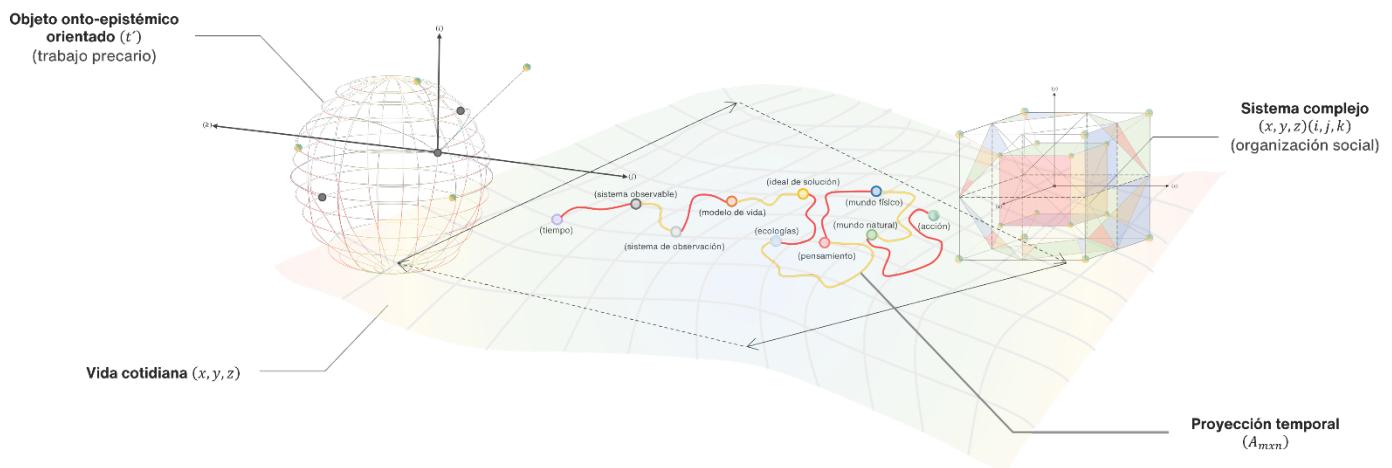 Objeto onto-epistémico
orientado (t´)
(trabajo precario)
(i)
(k)
(j)
Sistema complejo
(x, y, z)(i, j, k)
(organización social)
(ideal de solución)
(sistema observable)
(mundo físico)
(modelo de vida)
(tiempo)
(ecologías)
(mundo natural)
(acción)
(sistema de observación)
(pensamiento)
Vida cotidiana (x, y, z)
Proyección temporal
(Amxn)